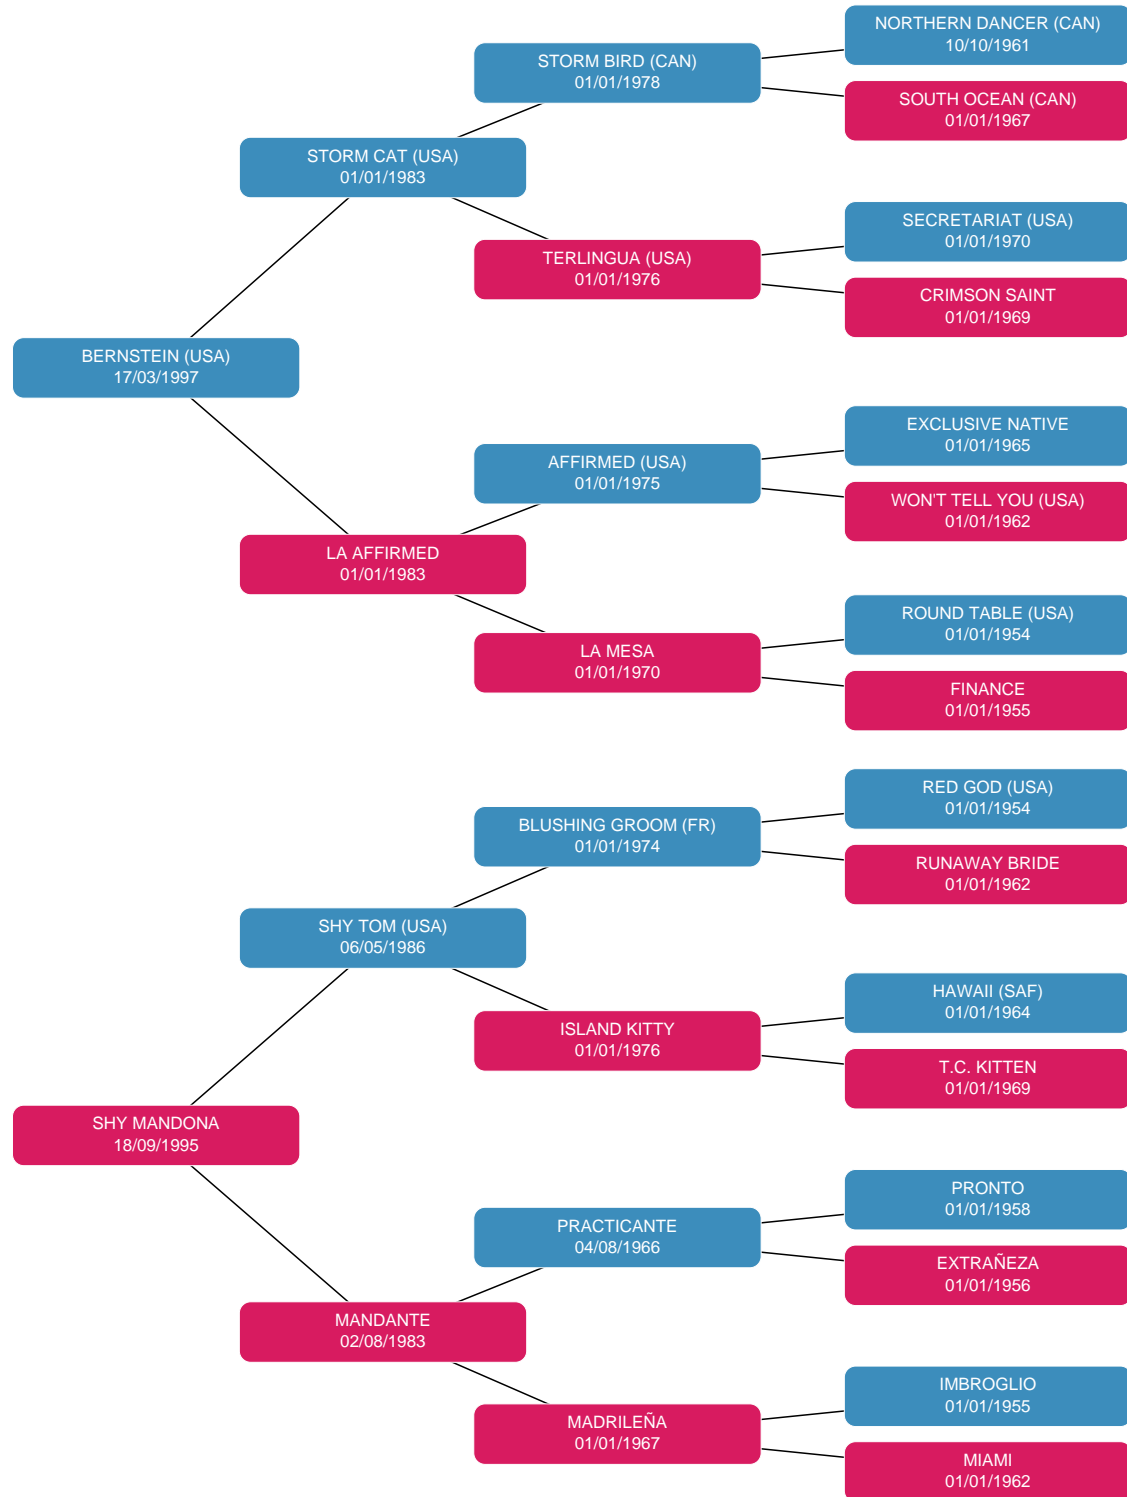 NORTHERN DANCER (CAN)
10/10/1961
STORM BIRD (CAN)
01/01/1978
SOUTH OCEAN (CAN)
01/01/1967
STORM CAT (USA)
01/01/1983
SECRETARIAT (USA)
01/01/1970
TERLINGUA (USA)
01/01/1976
CRIMSON SAINT
01/01/1969
BERNSTEIN (USA)
17/03/1997
EXCLUSIVE NATIVE
01/01/1965
AFFIRMED (USA)
01/01/1975
WON'T TELL YOU (USA)
01/01/1962
LA AFFIRMED
01/01/1983
ROUND TABLE (USA)
01/01/1954
LA MESA
01/01/1970
FINANCE
01/01/1955
RED GOD (USA)
01/01/1954
BLUSHING GROOM (FR)
01/01/1974
RUNAWAY BRIDE
01/01/1962
SHY TOM (USA)
06/05/1986
HAWAII (SAF)
01/01/1964
ISLAND KITTY
01/01/1976
T.C. KITTEN
01/01/1969
SHY MANDONA
18/09/1995
PRONTO
01/01/1958
PRACTICANTE
04/08/1966
EXTRAÑEZA
01/01/1956
MANDANTE
02/08/1983
IMBROGLIO
01/01/1955
MADRILEÑA
01/01/1967
MIAMI
01/01/1962